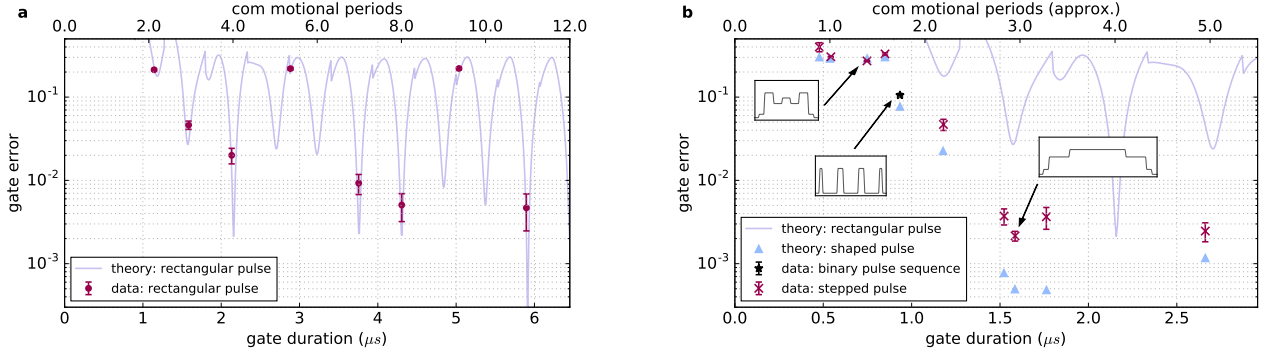 a
com motional periods
0.0 2.0 4.0 6.0 8.0 10.0 12.0
gate error
10⁻¹
10⁻²
10⁻³
theory: rectangular pulse
data: rectangular pulse
0 1 2 3 4 5 6
gate duration (μs)
b
com motional periods (approx.)
0.0 1.0 2.0 3.0 4.0 5.0
gate error
10⁻¹
10⁻²
10⁻³
theory: rectangular pulse
theory: shaped pulse
data: binary pulse sequence
data: stepped pulse
0.0 0.5 1.0 1.5 2.0 2.5
gate duration (μs)